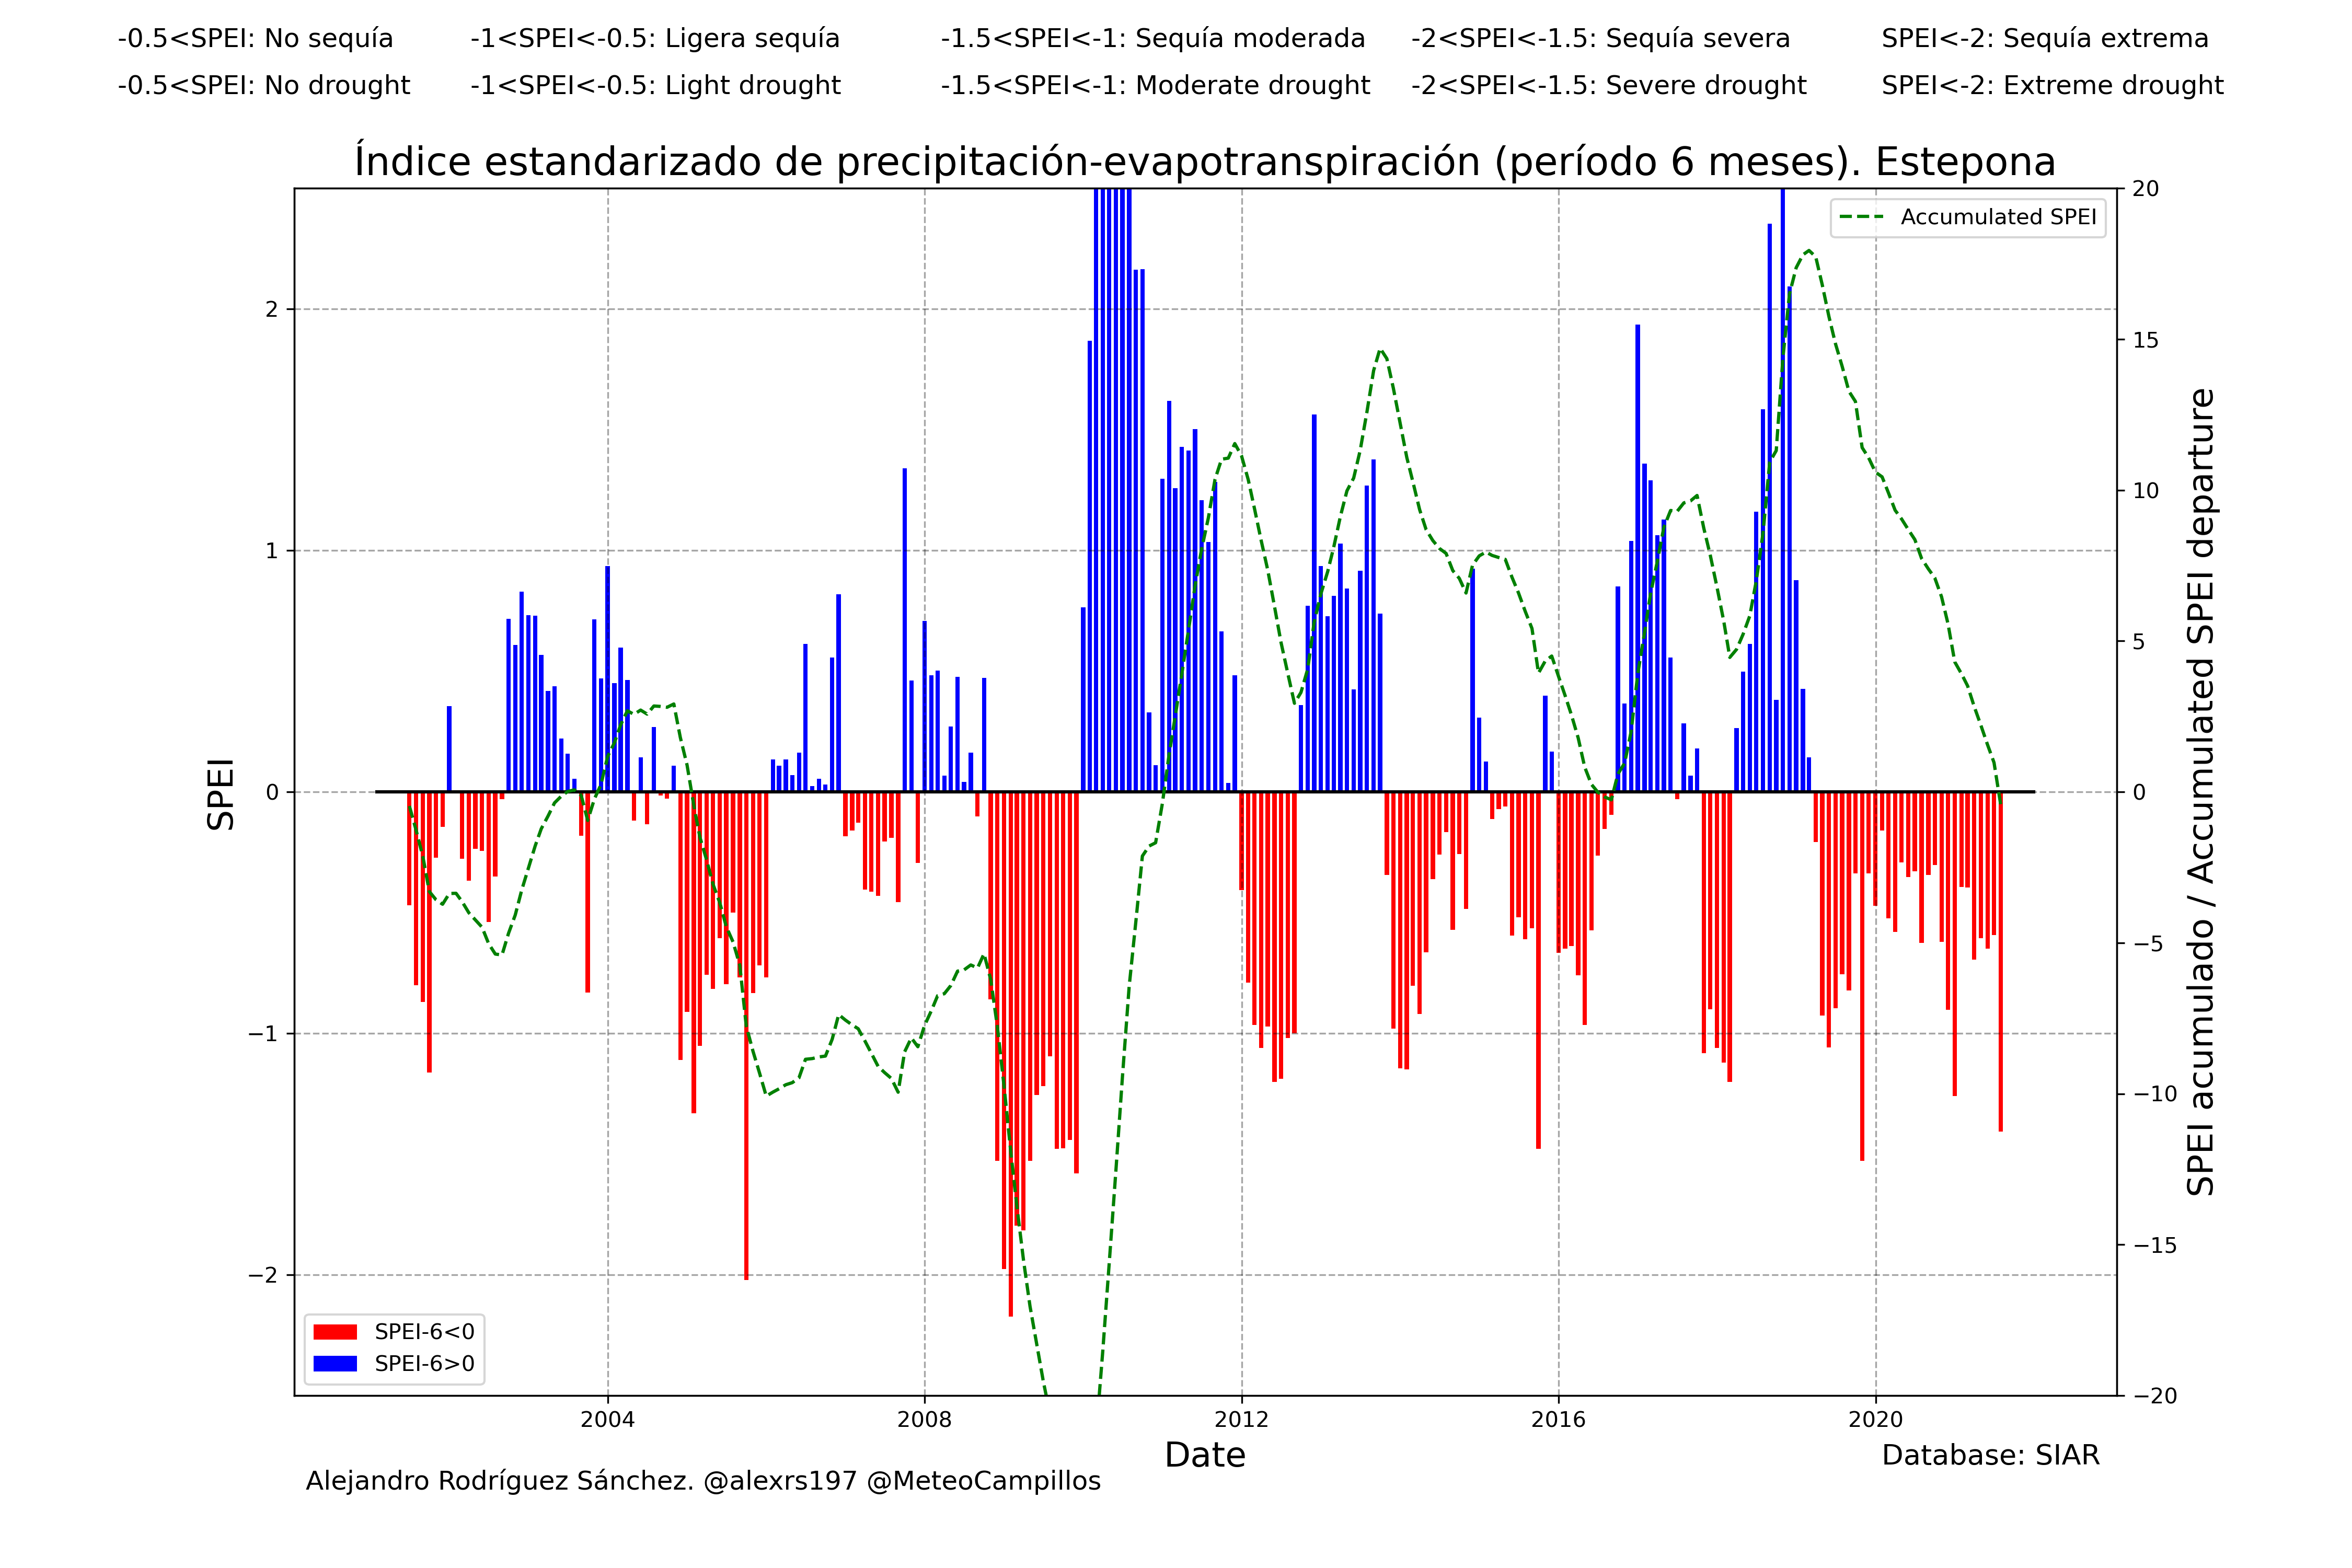 -0.5<SPEI: No sequía -1<SPEI<-0.5: Ligera sequía -1.5<SPEI<-1: Sequía moderada -2<SPEI<-1.5: Sequía severa SPEI<-2: Sequía extrema
-0.5<SPEI: No drought -1<SPEI<-0.5: Light drought -1.5<SPEI<-1: Moderate drought -2<SPEI<-1.5: Severe drought SPEI<-2: Extreme drought
Índice estandarizado de precipitación-evapotranspiración (período 6 meses). Estepona
Accumulated SPEI
SPEI
2
1
0
−1
−2
20
15
10
5
0
−5
−10
−15
−20
SPEI acumulado / Accumulated SPEI departure
SPEI-6<0
SPEI-6>0
2004 2008 2012 2016 2020
Date
Database: SIAR
Alejandro Rodríguez Sánchez. @alexrs197 @MeteoCampillos